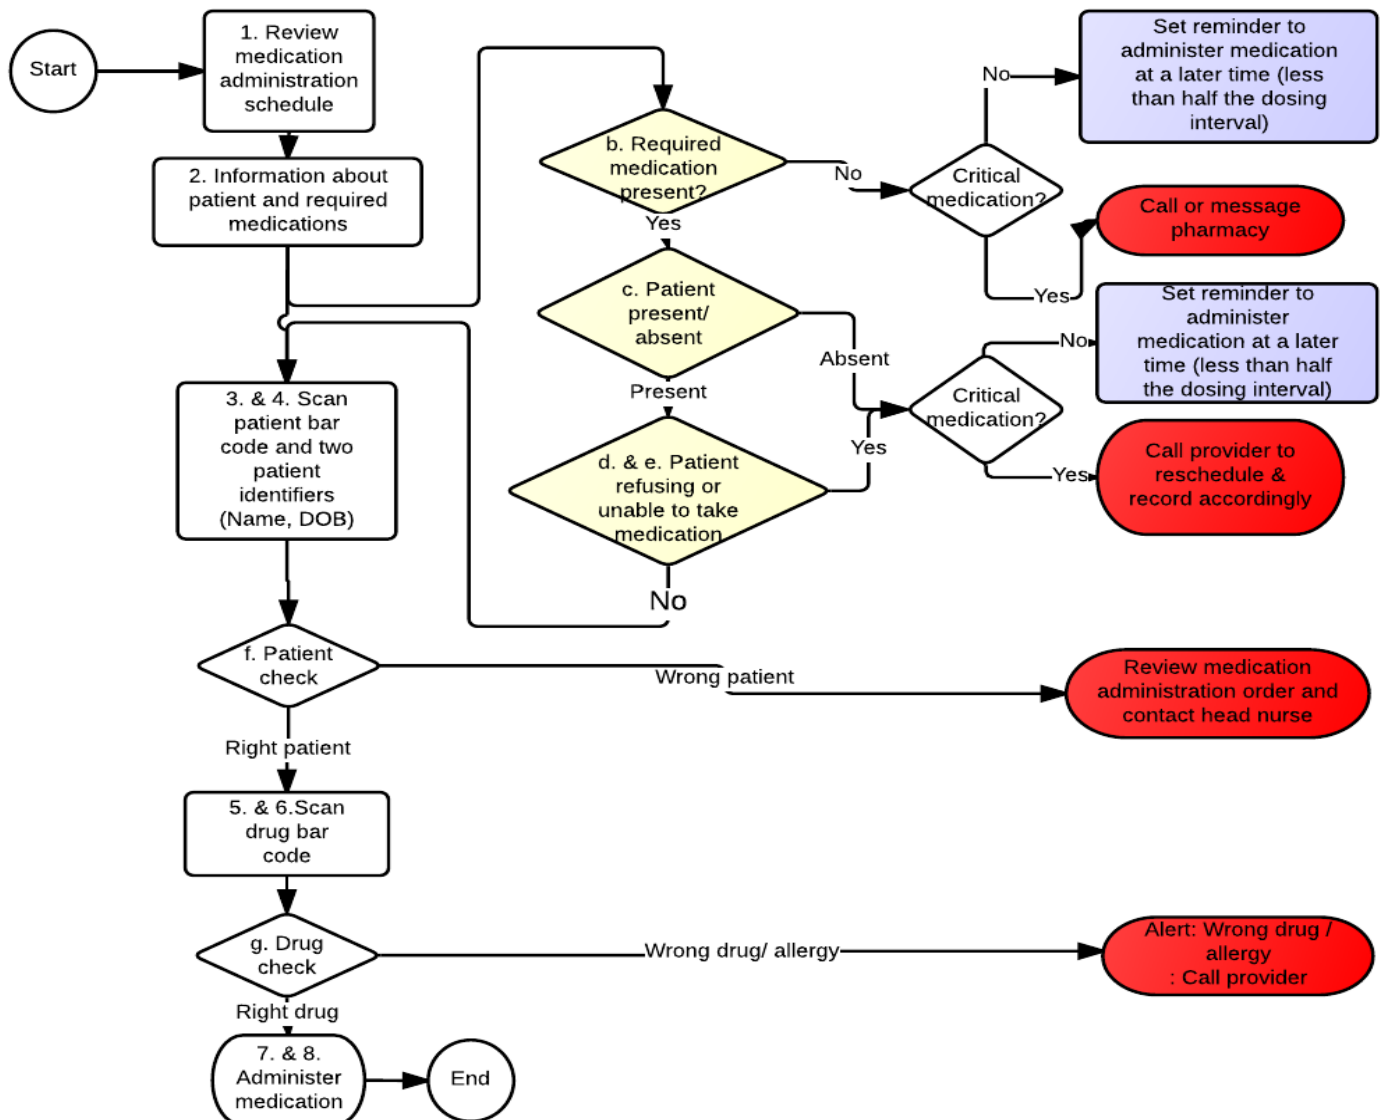 Start
1. Review
medication
administration
schedule
2. Information about
patient and required
medications
3. & 4. Scan
patient bar
code and two
patient
identifiers
(Name, DOB)
f. Patient
check
Right patient
5. & 6.Scan
drug bar
code
g. Drug
check
Right drug
7. & 8.
Administer
medication
End
b. Required
medication
present?
Yes
c. Patient
present/
absent
Present
d. & e. Patient
refusing or
unable to take
medication
No
No
Critical
medication?
No
Set reminder to
administer medication
at a later time (less
than half the dosing
interval)
Yes
Call or message
pharmacy
Absent
Yes
Critical
medication?
No
Set reminder to
administer
medication at a later
time (less than half
the dosing interval)
Yes
Call provider to
reschedule &
record accordingly
Wrong patient
Review medication
administration order and
contact head nurse
Wrong drug/ allergy
Alert: Wrong drug /
allergy
: Call provider